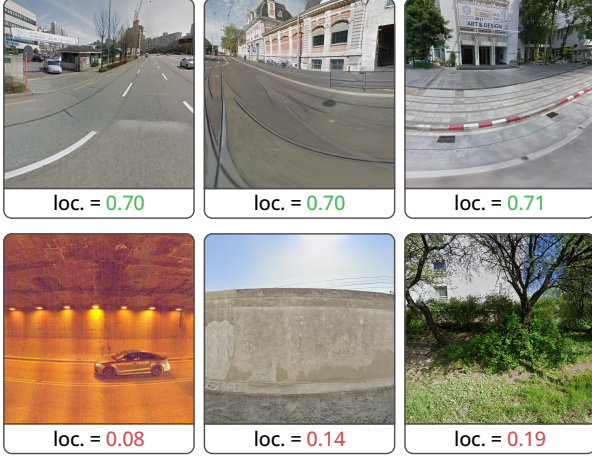 ART & DESIGN
loc. = 0.70
loc. = 0.70
loc. = 0.71
loc. = 0.08
loc. = 0.14
loc. = 0.19